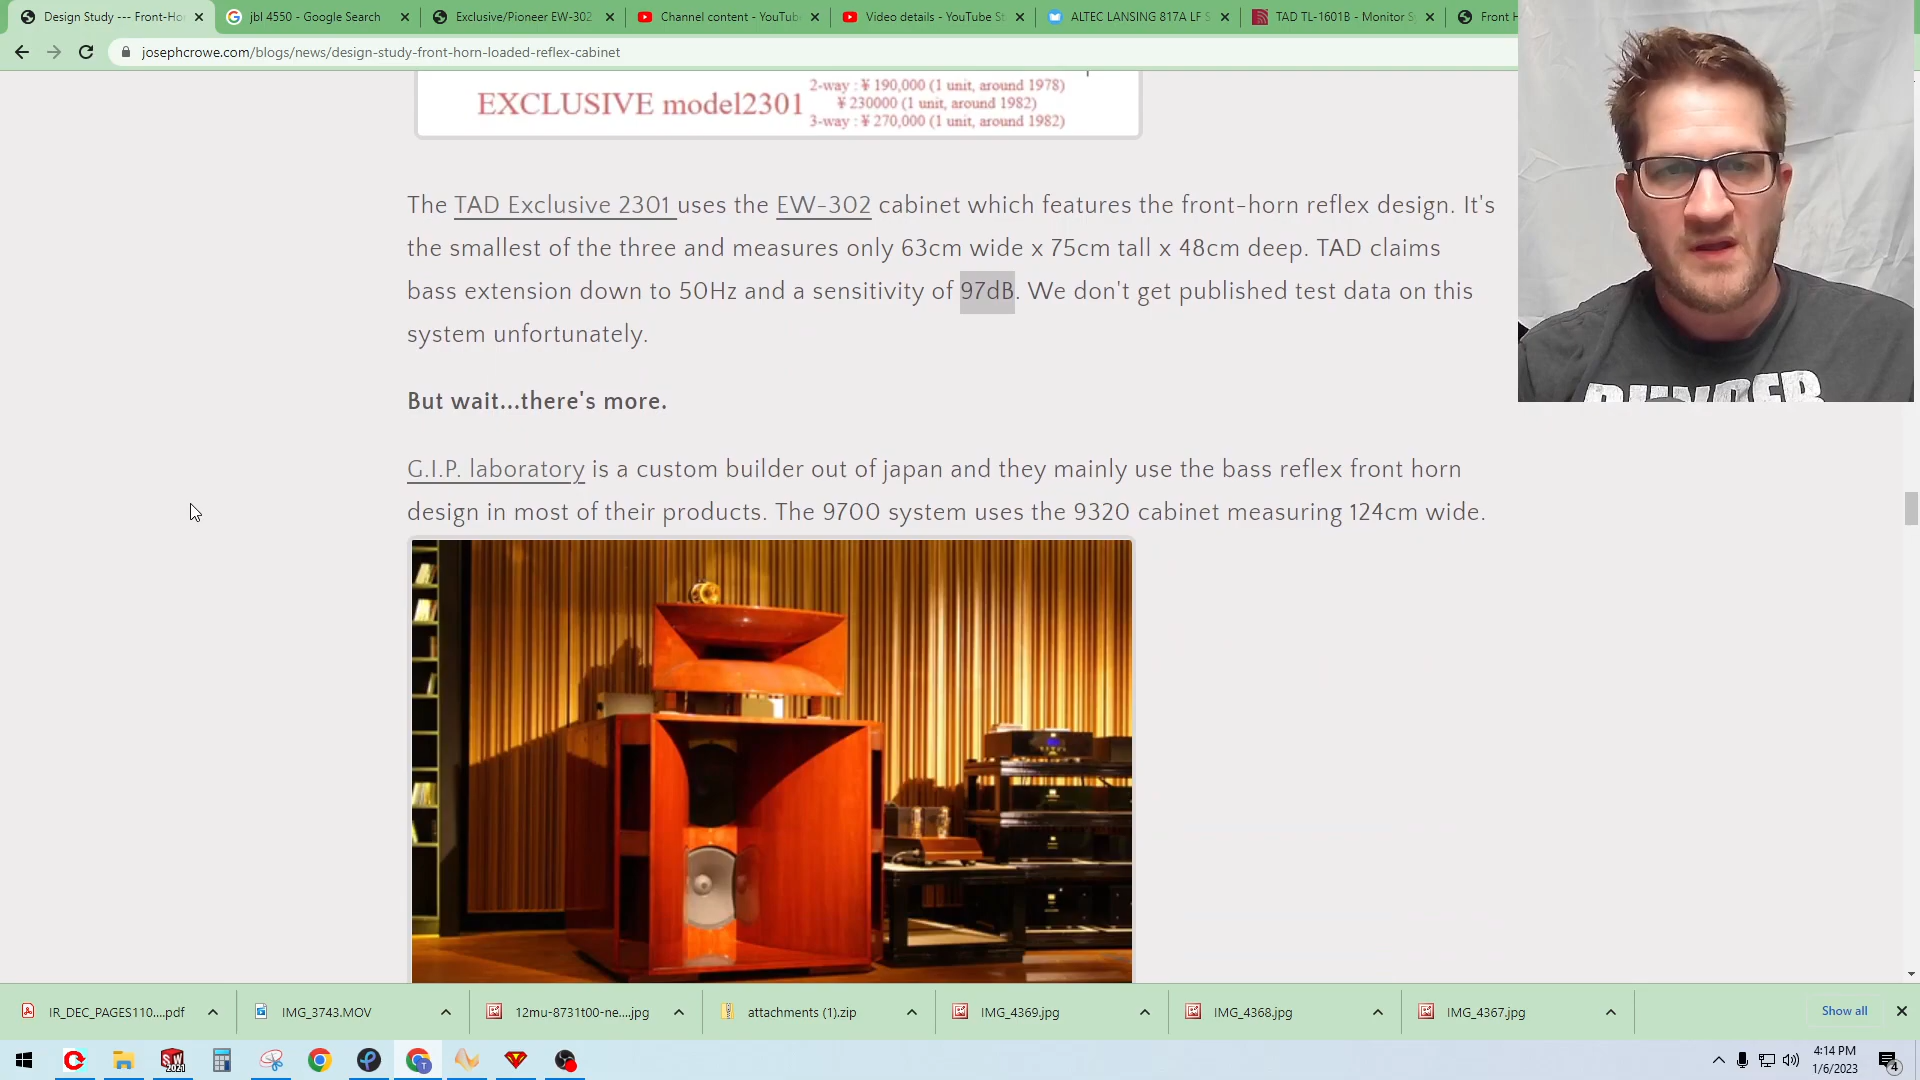 Design Study --- Front-Hor
jbl 4550 - Google Search
Exclusive/Pioneer EW-302
Channel content - YouTube
Video details - YouTube St
ALTEC LANSING 817A LF S
TAD TL-1601B - Monitor S
Front H
josephcrowe.com/blogs/news/design-study-front-horn-loaded-reflex-cabinet
2-way : ¥ 190,000 (1 unit, around 1978)
EXCLUSIVE model2301 ¥ 230000 (1 unit, around 1982)
3-way : ¥ 270,000 (1 unit, around 1982)
The TAD Exclusive 2301 uses the EW-302 cabinet which features the front-horn reflex design. It's
the smallest of the three and measures only 63cm wide x 75cm tall x 48cm deep. TAD claims
bass extension down to 50Hz and a sensitivity of 97dB. We don't get published test data on this
system unfortunately.
But wait...there's more.
G.I.P. laboratory is a custom builder out of japan and they mainly use the bass reflex front horn
design in most of their products. The 9700 system uses the 9320 cabinet measuring 124cm wide.
IR_DEC_PAGES110....pdf
IMG_3743.MOV
12mu-8731t00-ne....jpg
attachments (1).zip
IMG_4369.jpg
IMG_4368.jpg
IMG_4367.jpg
Show all
SW
2021
4:14 PM
1/6/2023
4